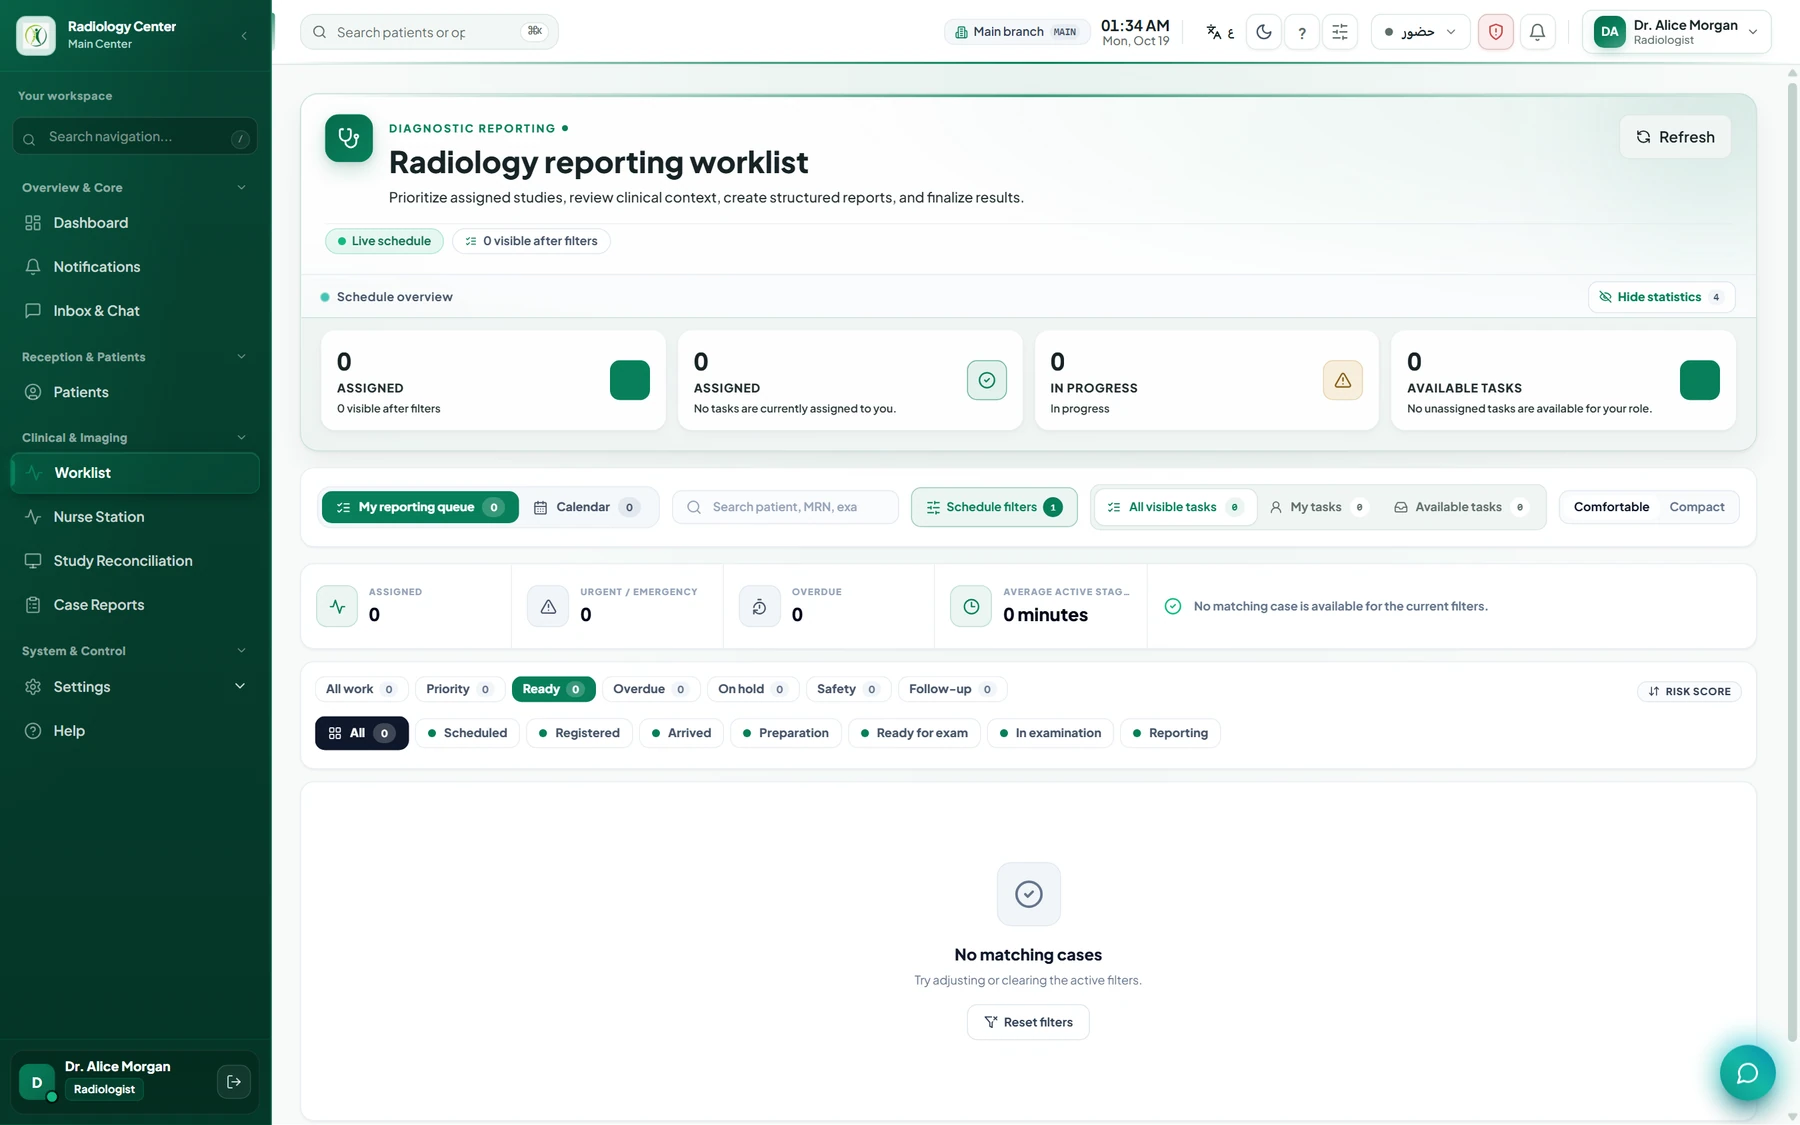 Radiology Center
Main Center
Your workspace
Search navigation...
/
Overview & Core
Dashboard
Notifications
Inbox & Chat
Reception & Patients
Patients
Clinical & Imaging
Worklist
Nurse Station
Study Reconciliation
Case Reports
System & Control
Settings
Help
D
Dr. Alice Morgan
Radiologist
Search patients or op
⌘K
Main branch MAIN
01:34 AM
Mon, Oct 19
ع
?
حضور
DA
Dr. Alice Morgan
Radiologist
DIAGNOSTIC REPORTING
Radiology reporting worklist
Prioritize assigned studies, review clinical context, create structured reports, and finalize results.
Refresh
Live schedule
0 visible after filters
Schedule overview
Hide statistics 4
0
ASSIGNED
0 visible after filters
0
ASSIGNED
No tasks are currently assigned to you.
0
IN PROGRESS
In progress
0
AVAILABLE TASKS
No unassigned tasks are available for your role.
My reporting queue 0
Calendar 0
Search patient, MRN, exa
Schedule filters 1
All visible tasks 0
My tasks 0
Available tasks 0
Comfortable
Compact
ASSIGNED
0
URGENT / EMERGENCY
0
OVERDUE
0
AVERAGE ACTIVE STAG...
0 minutes
No matching case is available for the current filters.
All work 0
Priority 0
Ready 0
Overdue 0
On hold 0
Safety 0
Follow-up 0
RISK SCORE
All 0
Scheduled
Registered
Arrived
Preparation
Ready for exam
In examination
Reporting
No matching cases
Try adjusting or clearing the active filters.
Reset filters